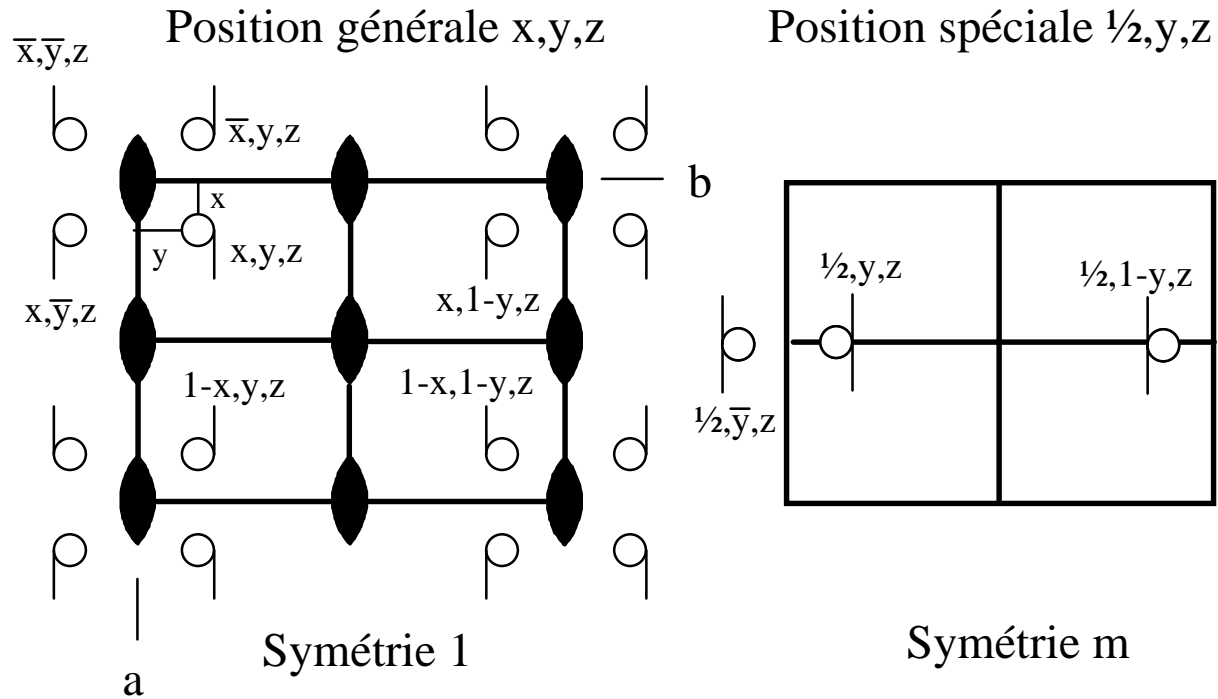 Position générale x,y,z
x̅,y̅,z
x̅,y,z
b
x
y
x,y,z
x,y̅,z
x,1-y,z
1-x,y,z
1-x,1-y,z
Symétrie 1
a
Position spéciale ½,y,z
½,y,z
½,1-y,z
½,y̅,z
Symétrie m